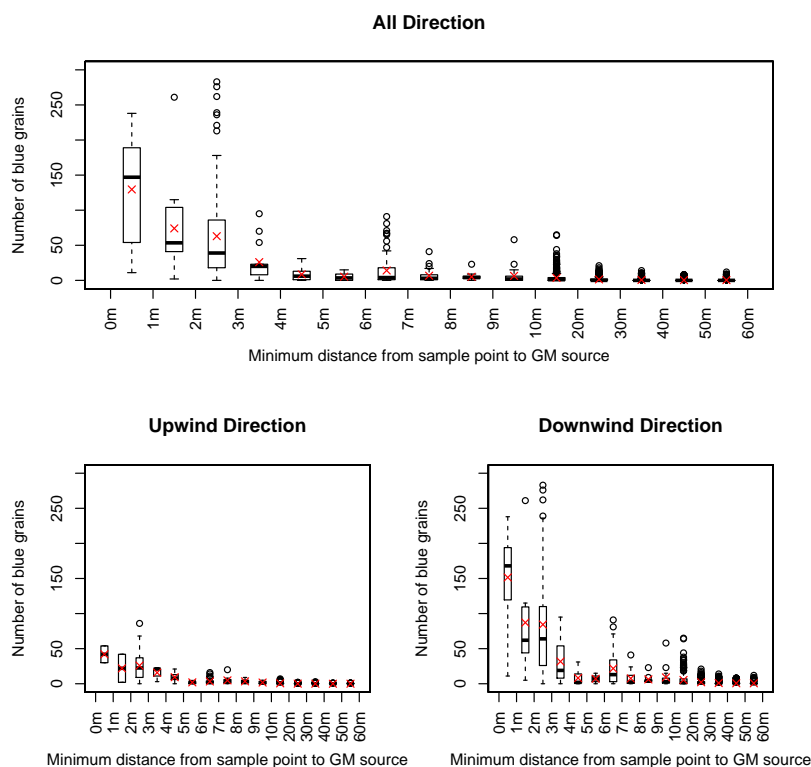 All Direction
Number of blue grains
0
50
150
250
0m
1m
2m
3m
4m
5m
6m
7m
8m
9m
10m
20m
30m
40m
50m
60m
Minimum distance from sample point to GM source
Upwind Direction
Number of blue grains
0
50
150
250
0m
1m
2m
3m
4m
5m
6m
7m
8m
9m
10m
20m
30m
40m
50m
60m
Minimum distance from sample point to GM source
Downwind Direction
Number of blue grains
0
50
150
250
0m
1m
2m
3m
4m
5m
6m
7m
8m
9m
10m
20m
30m
40m
50m
60m
Minimum distance from sample point to GM source